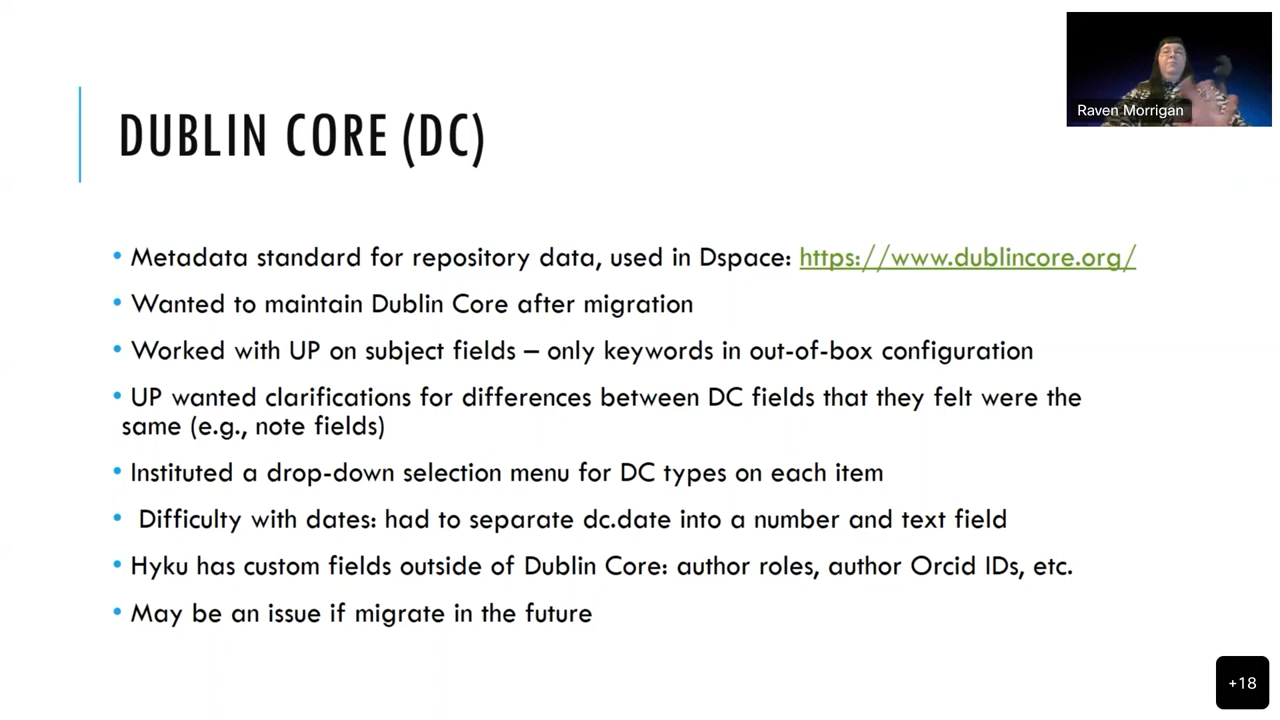 Raven Morrigan
DUBLIN CORE (DC)
• Metadata standard for repository data, used in Dspace: https://www.dublincore.org/
• Wanted to maintain Dublin Core after migration
• Worked with UP on subject fields – only keywords in out-of-box configuration
• UP wanted clarifications for differences between DC fields that they felt were the
same (e.g., note fields)
• Instituted a drop-down selection menu for DC types on each item
• Difficulty with dates: had to separate dc.date into a number and text field
• Hyku has custom fields outside of Dublin Core: author roles, author Orcid IDs, etc.
• May be an issue if migrate in the future
+18